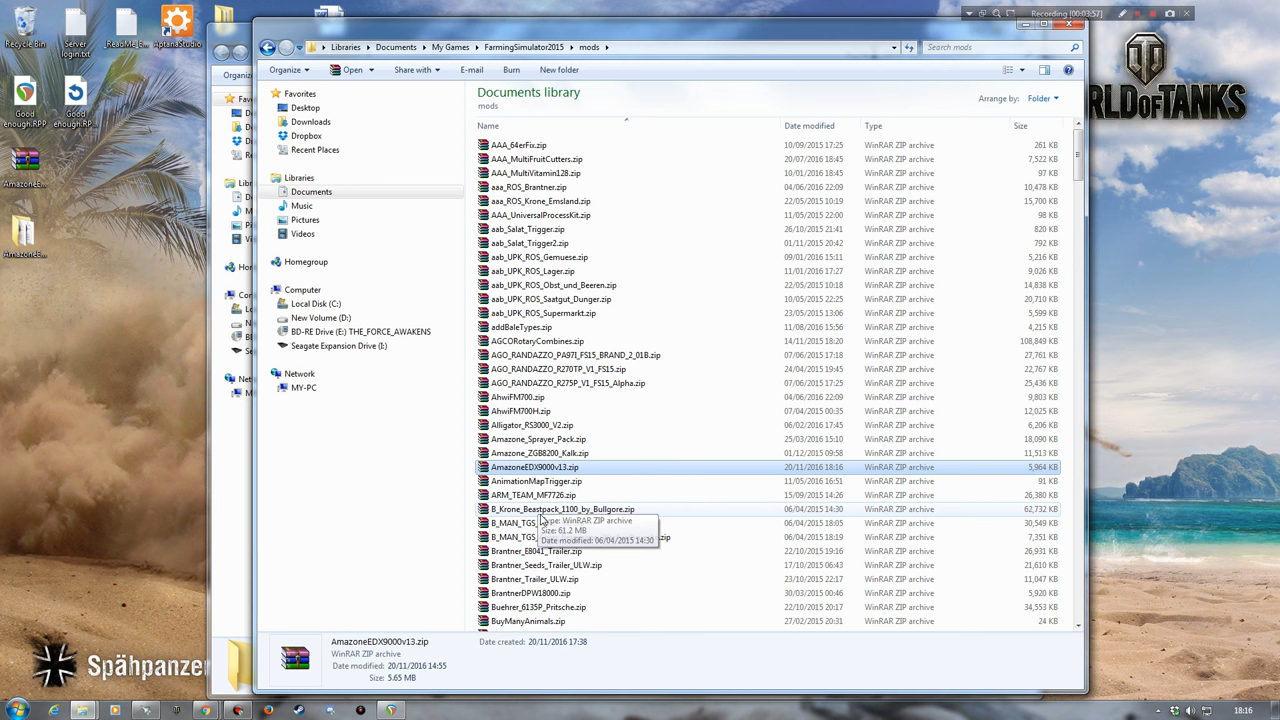 Recording [00:03:57]
Recycle Bin
Server
login.txt
_ReadMe_E...
AptanaStudio
Good
enough.RPP
Good
enough.RP...
AmazoneE...
AmazoneE...
Libraries
Documents
My Games
FarmingSimulator2015
mods
Search mods
Organize
Open
Share with
E-mail
Burn
New folder
Favorites
Desktop
Downloads
Dropbox
Recent Places
Libraries
Documents
Music
Pictures
Videos
Homegroup
Computer
Local Disk (C:)
New Volume (D:)
BD-RE Drive (E:) THE_FORCE_AWAKENS
Seagate Expansion Drive (I:)
Network
MY-PC
Documents library
mods
Arrange by: Folder
Name Date modified Type Size
AAA_64erFix.zip 10/09/2015 17:25 WinRAR ZIP archive 261 KB
AAA_MultiFruitCutters.zip 20/07/2016 18:45 WinRAR ZIP archive 7,522 KB
AAA_MultiVitamin128.zip 10/01/2016 18:45 WinRAR ZIP archive 97 KB
aaa_ROS_Brantner.zip 04/06/2016 22:09 WinRAR ZIP archive 10,478 KB
aaa_ROS_Krone_Emsland.zip 22/05/2016 10:19 WinRAR ZIP archive 15,700 KB
AAA_UniversalProcessKit.zip 11/05/2015 22:00 WinRAR ZIP archive 98 KB
aab_Salat_Trigger.zip 26/10/2015 21:41 WinRAR ZIP archive 820 KB
aab_Salat_Trigger2.zip 01/11/2015 20:42 WinRAR ZIP archive 792 KB
aab_UPK_ROS_Gemuese.zip 09/01/2016 15:11 WinRAR ZIP archive 5,216 KB
aab_UPK_ROS_Lager.zip 11/01/2016 17:27 WinRAR ZIP archive 9,026 KB
aab_UPK_ROS_Obst_und_Beeren.zip 22/05/2015 10:18 WinRAR ZIP archive 14,838 KB
aab_UPK_ROS_Saatgut_Dunger.zip 10/05/2015 22:25 WinRAR ZIP archive 20,710 KB
aab_UPK_ROS_Supermarkt.zip 23/05/2016 13:06 WinRAR ZIP archive 5,599 KB
addBaleTypes.zip 11/08/2016 15:56 WinRAR ZIP archive 4,215 KB
AGCORotaryCombines.zip 14/11/2015 18:20 WinRAR ZIP archive 108,849 KB
AGO_RANDAZZO_PA97I_FS15_BRAND_2_01B.zip 07/06/2015 17:18 WinRAR ZIP archive 27,761 KB
AGO_RANDAZZO_R270TP_V1_FS15.zip 24/04/2015 19:45 WinRAR ZIP archive 22,767 KB
AGO_RANDAZZO_R275P_V1_FS15_Alpha.zip 07/06/2015 17:25 WinRAR ZIP archive 25,436 KB
AhwiFM700.zip 04/06/2016 22:09 WinRAR ZIP archive 9,803 KB
AhwiFM700H.zip 07/04/2015 00:35 WinRAR ZIP archive 12,025 KB
Alligator_RS3000_V2.zip 06/02/2016 17:45 WinRAR ZIP archive 6,206 KB
Amazone_Sprayer_Pack.zip 25/03/2016 15:10 WinRAR ZIP archive 18,090 KB
Amazone_ZGB8200_Kalk.zip 01/12/2015 09:58 WinRAR ZIP archive 11,513 KB
AmazoneEDX9000v13.zip 20/11/2016 18:16 WinRAR ZIP archive 5,964 KB
AnimationMapTrigger.zip 11/05/2016 16:51 WinRAR ZIP archive 91 KB
ARM_TEAM_MF7726.zip 15/09/2015 14:26 WinRAR ZIP archive 26,380 KB
B_Krone_Beastpack_1100_by_Bullgore.zip 06/04/2015 14:30 WinRAR ZIP archive 62,732 KB
B_MAN_TGS_ 06/04/2015 18:05 WinRAR ZIP archive 30,549 KB
B_MAN_TGS_ .zip 06/04/2015 18:19 WinRAR ZIP archive 7,351 KB
Type: WinRAR ZIP archive
Size: 61.2 MB
Date modified: 06/04/2015 14:30
Brantner_E8041_Trailer.zip 22/10/2015 19:16 WinRAR ZIP archive 26,931 KB
Brantner_Seeds_Trailer_ULW.zip 17/10/2015 06:43 WinRAR ZIP archive 21,610 KB
Brantner_Trailer_ULW.zip 23/10/2015 22:17 WinRAR ZIP archive 11,047 KB
BrantnerDPW18000.zip 30/03/2015 00:46 WinRAR ZIP archive 5,920 KB
Buehrer_6135P_Pritsche.zip 22/10/2015 20:17 WinRAR ZIP archive 34,553 KB
BuyManyAnimals.zip 27/02/2015 20:31 WinRAR ZIP archive 24 KB
AmazoneEDX9000v13.zip Date created: 20/11/2016 17:38
WinRAR ZIP archive
Date modified: 20/11/2016 14:55
Size: 5.65 MB
RLDOFTANKS
Spähpanzer
18:16